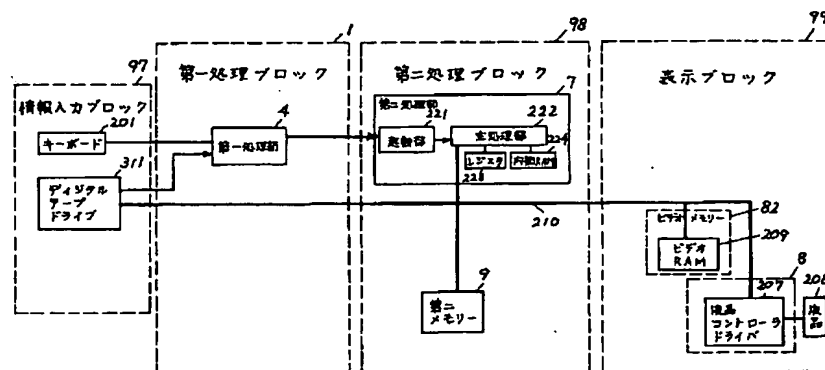 97
情報入力ブロック
201
キーボード
311
ディジタル
テープ
ドライブ
1
第一処理ブロック
4
第一処理部
98
第二処理ブロック
7
第二処理部
221
起動部
222
主処理部
223
レジスタ
224
内部RAM
210
9
第二
メモリー
99
表示ブロック
82
ビデオメモリー
209
ビデオ
RAM
8
207
液晶
コントローラ
ドライバ
208
液晶